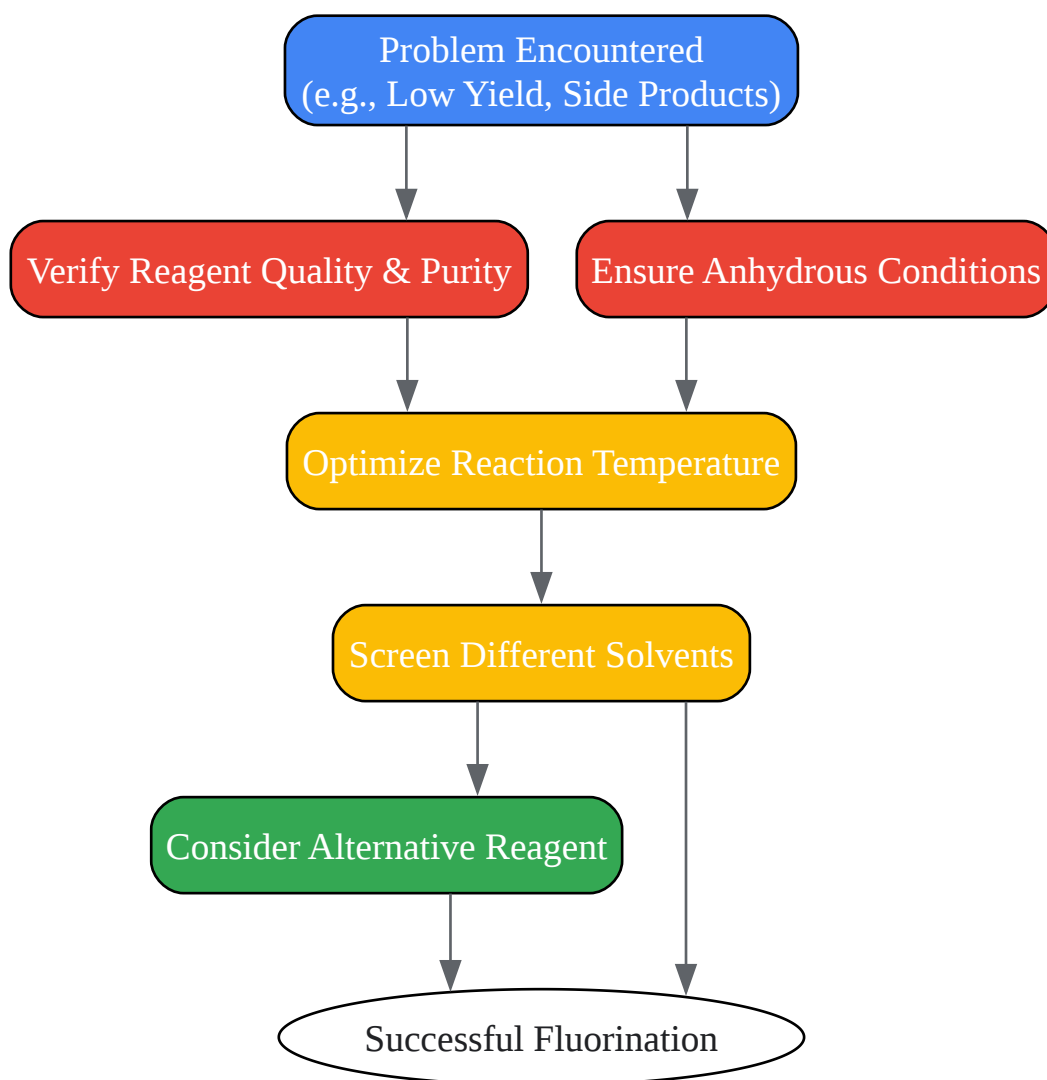 Problem Encountered
(e.g., Low Yield, Side Products)
Verify Reagent Quality & Purity
Ensure Anhydrous Conditions
Optimize Reaction Temperature
Screen Different Solvents
Consider Alternative Reagent
Successful Fluorination